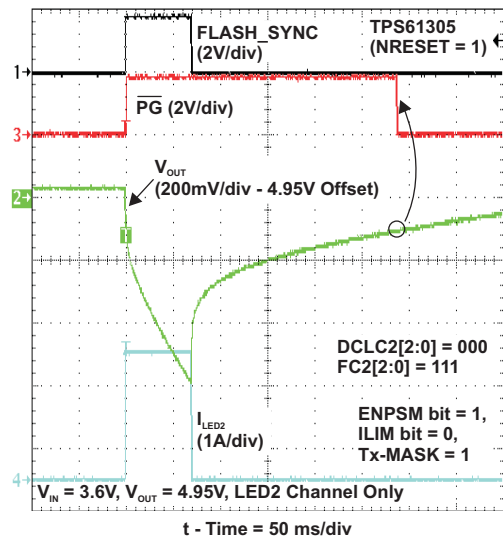 FLASH_SYNC
(2V/div)
TPS61305
(NRESET = 1)
1
PG (2V/div)
3
VOUT
(200mV/div - 4.95V Offset)
2
DCLC2[2:0] = 000
FC2[2:0] = 111
ILED2
(1A/div)
ENPSM bit = 1,
ILIM bit = 0,
Tx-MASK = 1
4
VIN = 3.6V, VOUT = 4.95V, LED2 Channel Only
t - Time = 50 ms/div